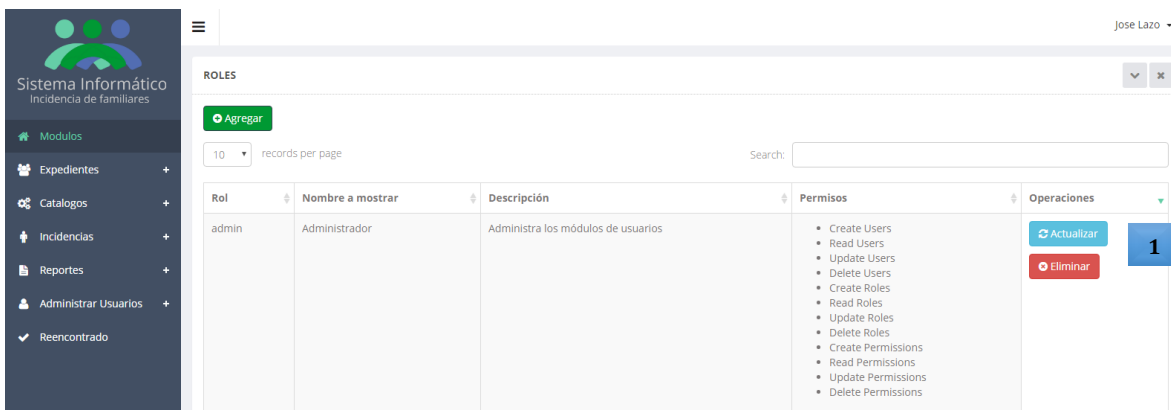 Jose Lazo
Sistema Informático
Incidencia de familiares
Modulos
Expedientes +
Catalogos +
Incidencias +
Reportes +
Administrar Usuarios +
Reencontrado
ROLES
Agregar
10 records per page
Search:
Rol Nombre a mostrar Descripción Permisos Operaciones
admin Administrador Administra los módulos de usuarios
Create Users
Read Users
Update Users
Delete Users
Create Roles
Read Roles
Update Roles
Delete Roles
Create Permissions
Read Permissions
Update Permissions
Delete Permissions
Actualizar
Eliminar
1